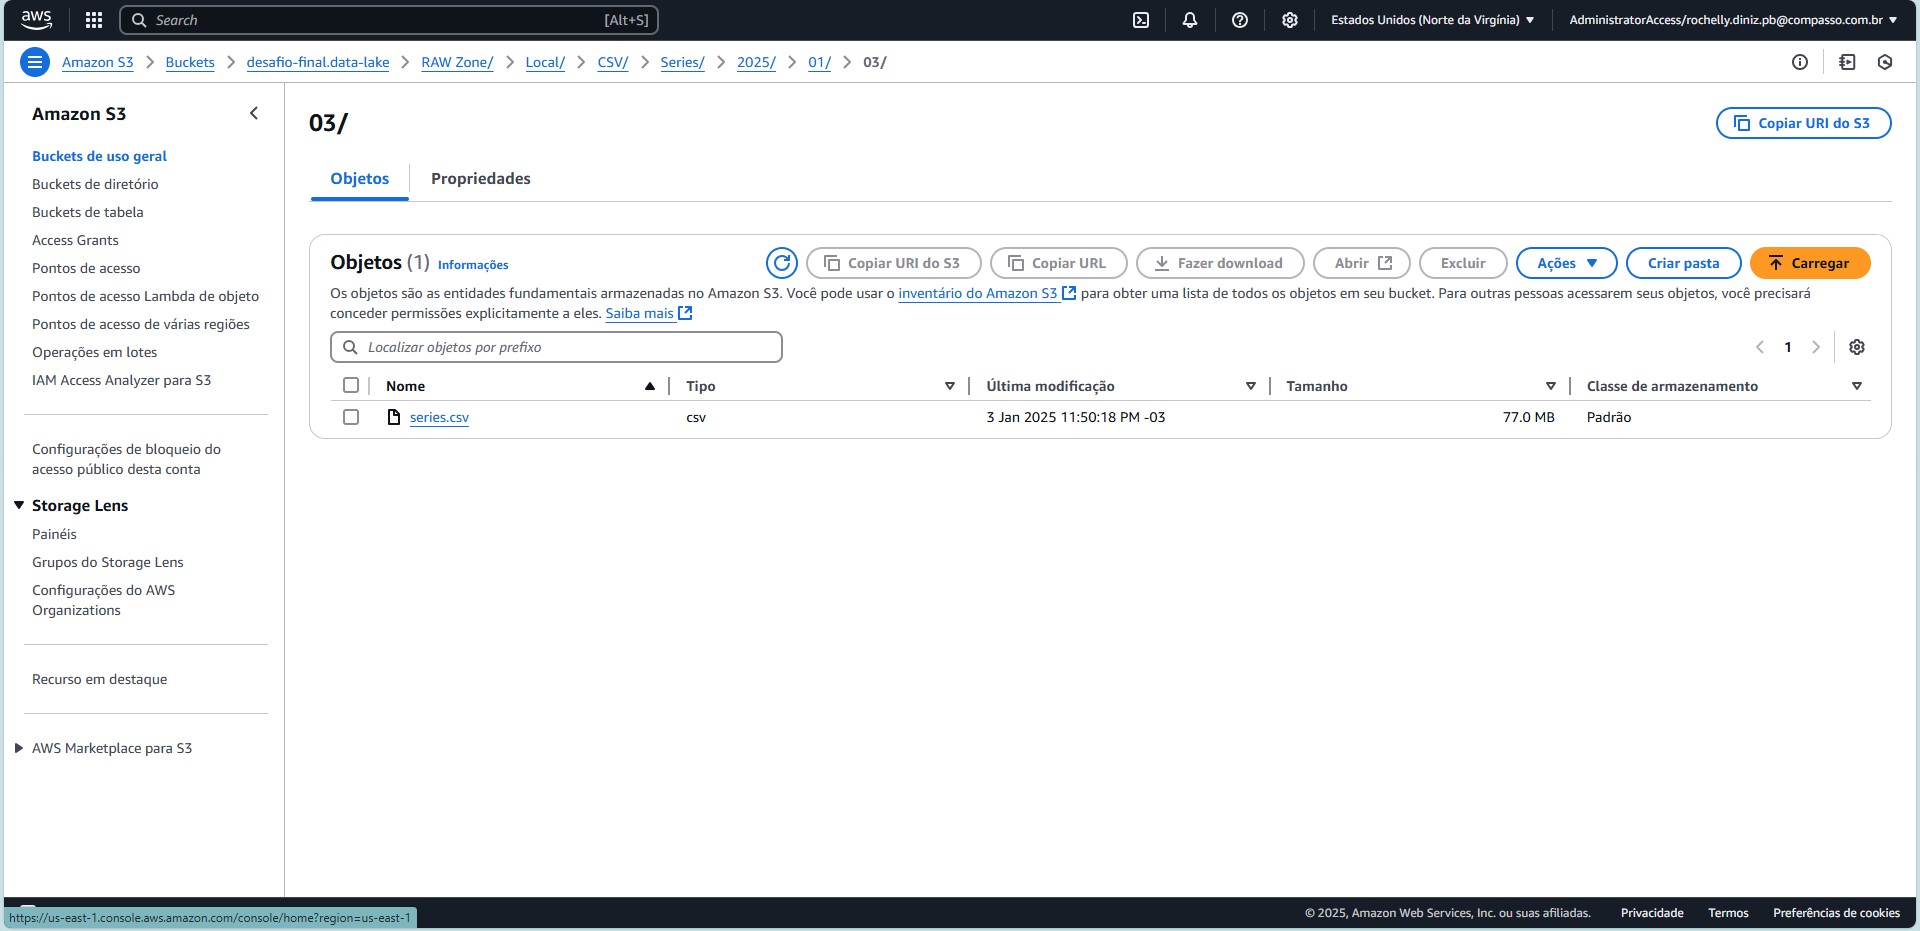 aws
Search [Alt+S]
Estados Unidos (Norte da Virgínia)
AdministratorAccess/rochelly.diniz.pb@compasso.com.br
Amazon S3 Buckets desafio-final.data-lake RAW Zone/ Local/ CSV/ Series/ 2025/ 01/ 03/
Amazon S3
Buckets de uso geral
Buckets de diretório
Buckets de tabela
Access Grants
Pontos de acesso
Pontos de acesso Lambda de objeto
Pontos de acesso de várias regiões
Operações em lotes
IAM Access Analyzer para S3
Configurações de bloqueio do
acesso público desta conta
Storage Lens
Painéis
Grupos do Storage Lens
Configurações do AWS
Organizations
Recurso em destaque
AWS Marketplace para S3
03/
Copiar URI do S3
Objetos Propriedades
Objetos (1) Informações
Copiar URI do S3 Copiar URL Fazer download Abrir Excluir Ações Criar pasta Carregar
Os objetos são as entidades fundamentais armazenadas no Amazon S3. Você pode usar o inventário do Amazon S3 para obter uma lista de todos os objetos em seu bucket. Para outras pessoas acessarem seus objetos, você precisará
conceder permissões explicitamente a eles. Saiba mais
Localizar objetos por prefixo
1
Nome Tipo Última modificação Tamanho Classe de armazenamento
series.csv csv 3 Jan 2025 11:50:18 PM -03 77.0 MB Padrão
https://us-east-1.console.aws.amazon.com/console/home?region=us-east-1
© 2025, Amazon Web Services, Inc. ou suas afiliadas. Privacidade Termos Preferências de cookies